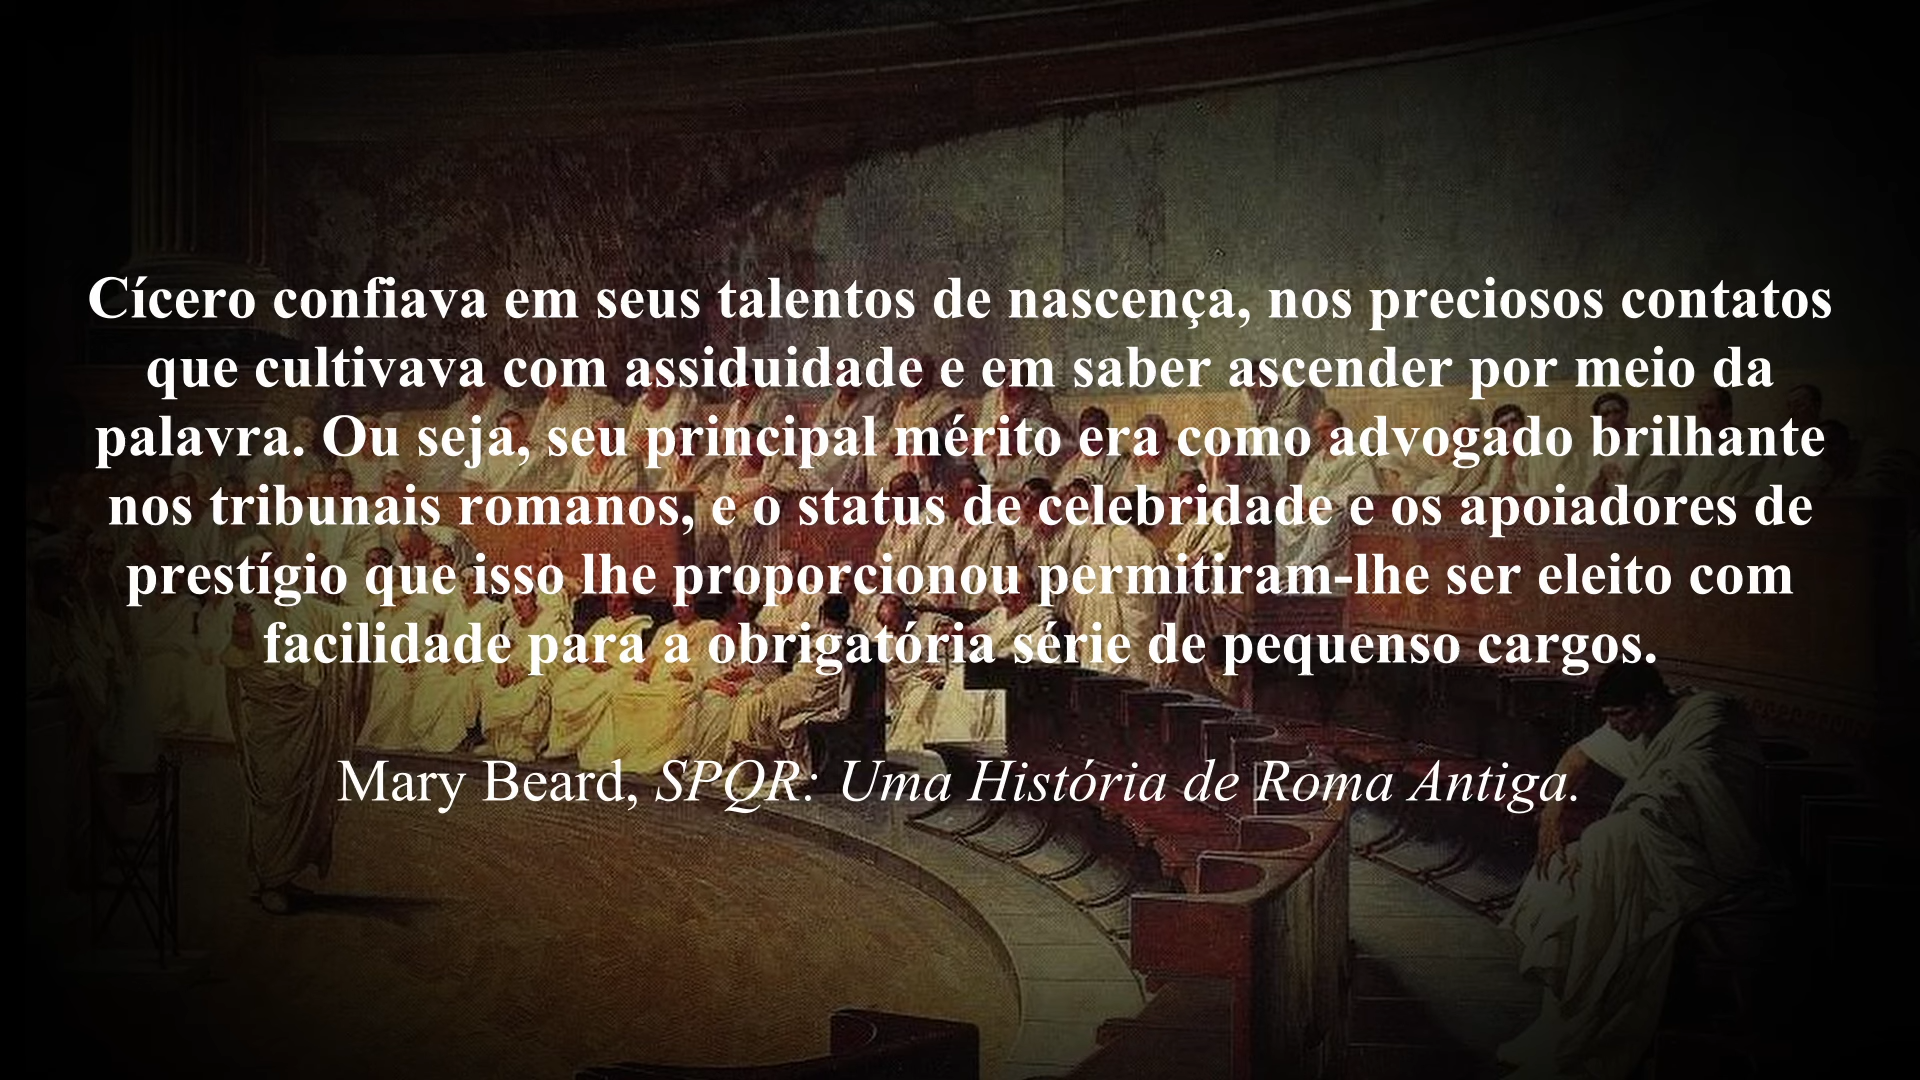 Cícero confiava em seus talentos de nascença, nos preciosos contatos
que cultivava com assiduidade e em saber ascender por meio da
palavra. Ou seja, seu principal mérito era como advogado brilhante
nos tribunais romanos, e o status de celebridade e os apoiadores de
prestígio que isso lhe proporcionou permitiram-lhe ser eleito com
facilidade para a obrigatória série de pequenso cargos.
Mary Beard, SPQR: Uma História de Roma Antiga.